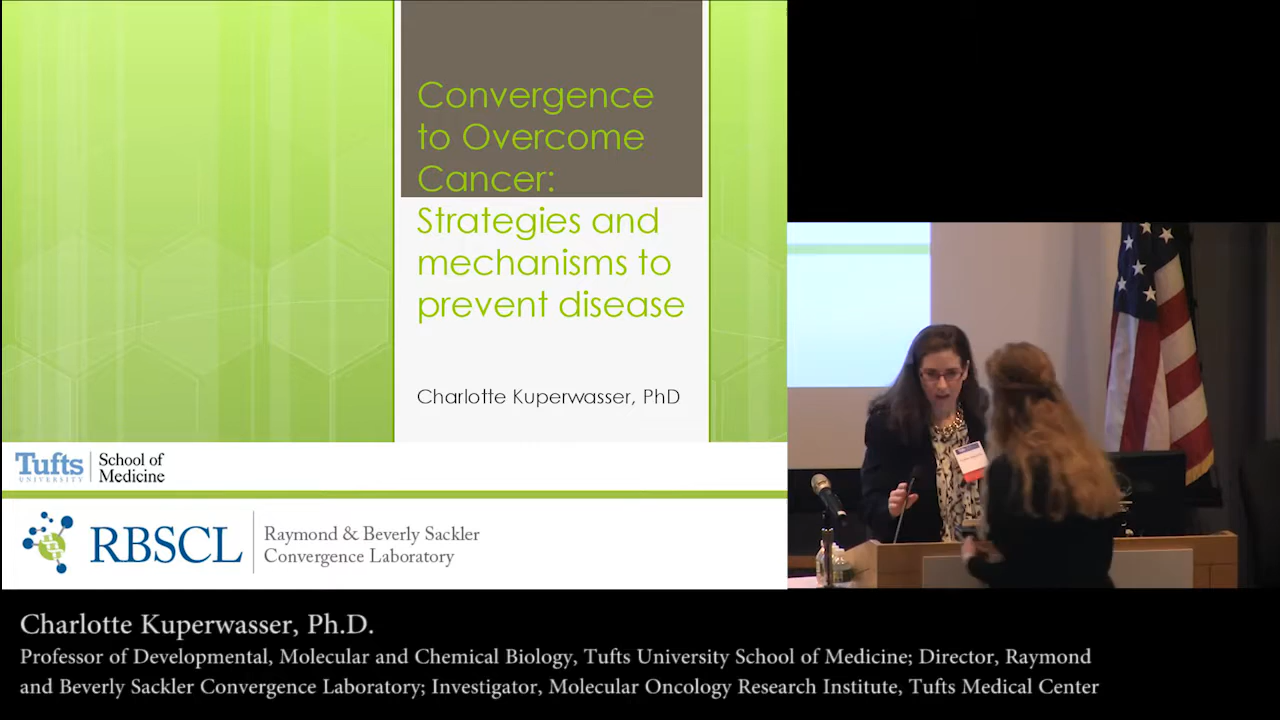 Convergence
to Overcome
Cancer:
Strategies and
mechanisms to
prevent disease
Charlotte Kuperwasser, PhD
Tufts
UNIVERSITY
School of
Medicine
RBSCL
Raymond & Beverly Sackler
Convergence Laboratory
Charlotte Kuperwasser, Ph.D.
Professor of Developmental, Molecular and Chemical Biology, Tufts University School of Medicine; Director, Raymond
and Beverly Sackler Convergence Laboratory; Investigator, Molecular Oncology Research Institute, Tufts Medical Center